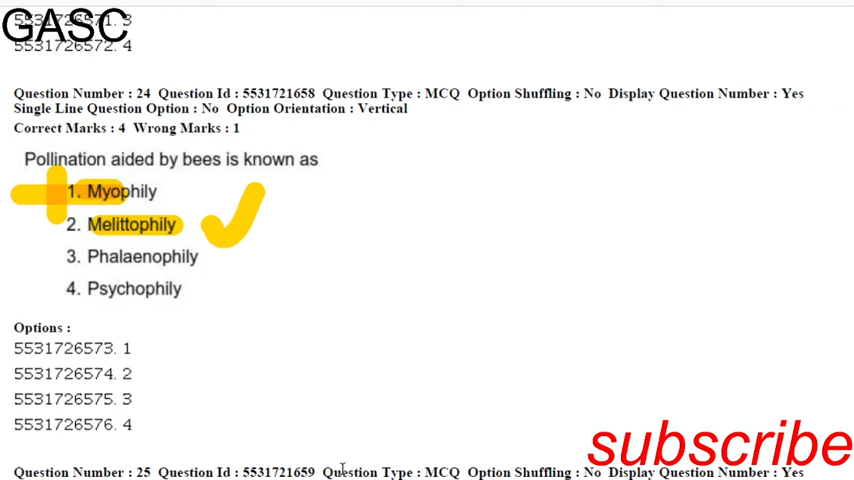 GASC
5531726571. 3
5531726572. 4
Question Number : 24 Question Id : 5531721658 Question Type : MCQ Option Shuffling : No Display Question Number : Yes
Single Line Question Option : No Option Orientation : Vertical
Correct Marks : 4 Wrong Marks : 1
Pollination aided by bees is known as
1. Myophily
2. Melittophily
3. Phalaenophily
4. Psychophily
Options :
5531726573. 1
5531726574. 2
5531726575. 3
5531726576. 4
subscribe
Question Number : 25 Question Id : 5531721659 Question Type : MCQ Option Shuffling : No Display Question Number : Yes